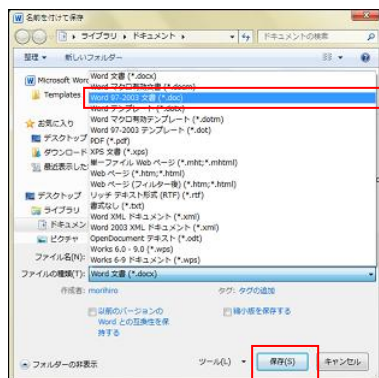 名前を付けて保存
ライブラリ ▸ ドキュメント ▸
ドキュメントの検索
整理 ▾ 新しいフォルダー
Microsoft Word
Templates
お気に入り
デスクトップ
ダウンロード
最近表示した
デスクトップ
ライブラリ
ドキュメン
ピクチャ
Word 文書 (*.docx)
Word マクロ有効文書 (*.docm)
Word 97-2003 文書 (*.doc)
Word テンプレート (*.dotx)
Word マクロ有効テンプレート (*.dotm)
Word 97-2003 テンプレート (*.dot)
PDF (*.pdf)
XPS 文書 (*.xps)
単一ファイル Web ページ (*.mht;*.mhtml)
Web ページ (*.htm;*.html)
Web ページ (フィルター後) (*.htm;*.html)
リッチ テキスト形式 (RTF) (*.rtf)
書式なし (*.txt)
Word XML ドキュメント (*.xml)
Word 2003 XML ドキュメント (*.xml)
OpenDocument テキスト (*.odt)
Works 6.0 - 9.0 (*.wps)
Works 6-9 ドキュメント (*.wps)
ファイル名(N):
ファイルの種類(T): Word 文書 (*.docx)
作成者: morihiro
タグ: タグの追加
以前のバージョンの
Word との互換性を保
持する
縮小版を保存する
フォルダーの非表示
ツール(L) ▾
保存(S)
キャンセル